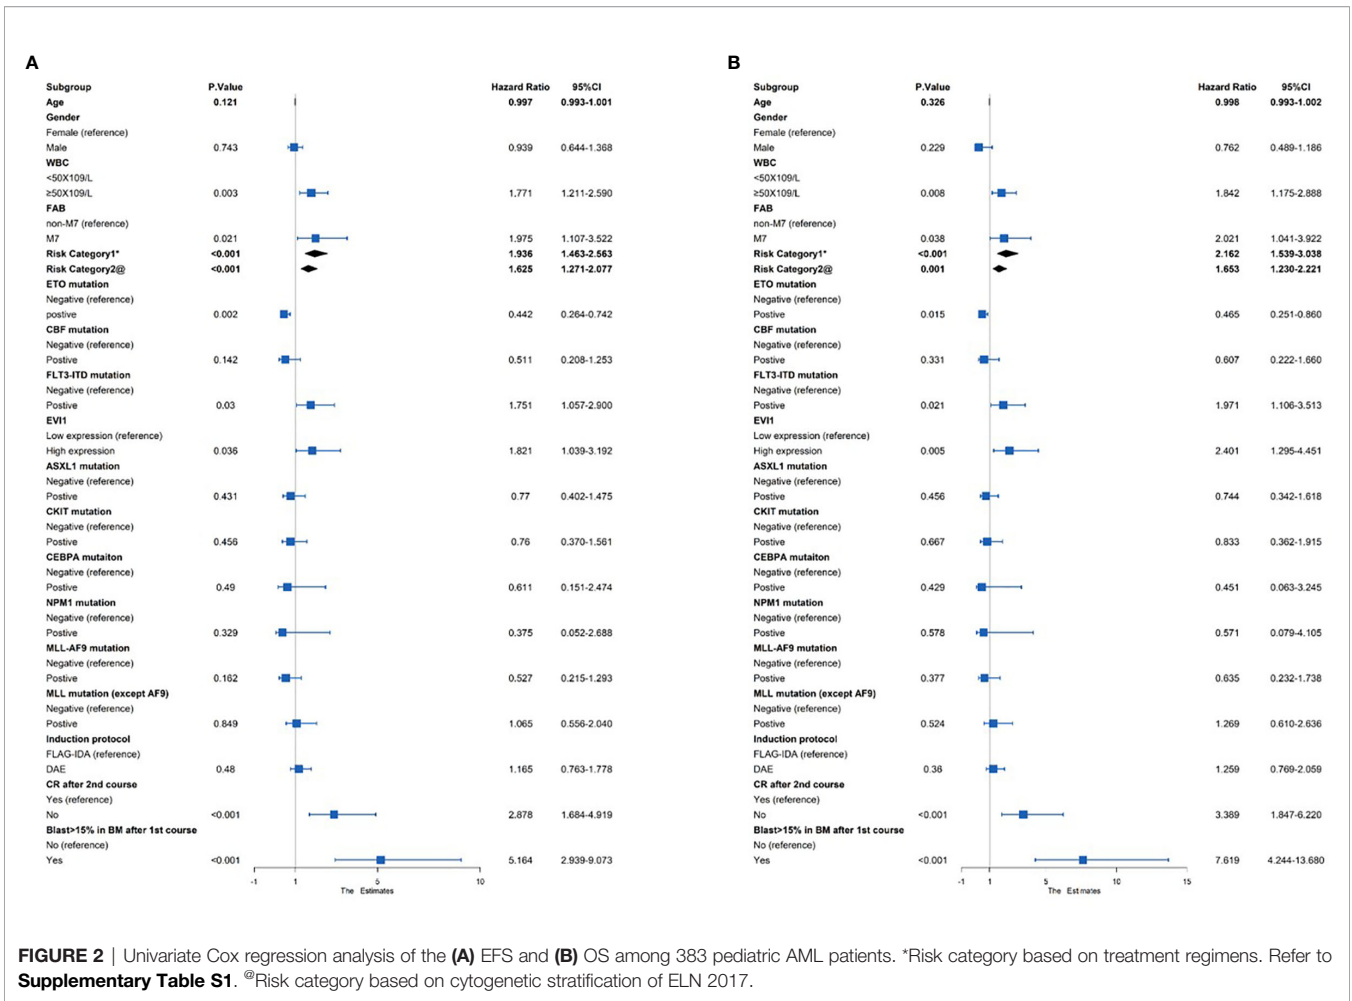 A
Subgroup P.Value Hazard Ratio 95%CI
Age 0.121 0.997 0.993-1.001
Gender
Female (reference)
Male 0.743 0.939 0.644-1.368
WBC
<50X109/L
≥50X109/L 0.003 1.771 1.211-2.590
FAB
non-M7 (reference)
M7 0.021 1.975 1.107-3.522
Risk Category1* <0.001 1.936 1.463-2.563
Risk Category2@ <0.001 1.625 1.271-2.077
ETO mutation
Negative (reference)
postive 0.002 0.442 0.264-0.742
CBF mutation
Negative (reference)
Postive 0.142 0.511 0.208-1.253
FLT3-ITD mutation
Negative (reference)
Postive 0.03 1.751 1.057-2.900
EVI1
Low expression (reference)
High expression 0.036 1.821 1.039-3.192
ASXL1 mutation
Negative (reference)
Postive 0.431 0.77 0.402-1.475
CKIT mutation
Negative (reference)
Postive 0.456 0.76 0.370-1.561
CEBPA mutaiton
Negative (reference)
Postive 0.49 0.611 0.151-2.474
NPM1 mutation
Negative (reference)
Postive 0.329 0.375 0.052-2.688
MLL-AF9 mutation
Negative (reference)
Postive 0.162 0.527 0.215-1.293
MLL mutation (except AF9)
Negative (reference)
Postive 0.849 1.065 0.556-2.040
Induction protocol
FLAG-IDA (reference)
DAE 0.48 1.165 0.763-1.778
CR after 2nd course
Yes (reference)
No <0.001 2.878 1.684-4.919
Blast>15% in BM after 1st course
No (reference)
Yes <0.001 5.164 2.939-9.073
-1 1 5 10
The Estimates
B
Subgroup P.Value Hazard Ratio 95%CI
Age 0.326 0.998 0.993-1.002
Gender
Female (reference)
Male 0.229 0.762 0.489-1.186
WBC
<50X109/L
≥50X109/L 0.008 1.842 1.175-2.888
FAB
non-M7 (reference)
M7 0.038 2.021 1.041-3.922
Risk Category1* <0.001 2.162 1.539-3.038
Risk Category2@ 0.001 1.653 1.230-2.221
ETO mutation
Negative (reference)
Postive 0.015 0.465 0.251-0.860
CBF mutation
Negative (reference)
Postive 0.331 0.607 0.222-1.660
FLT3-ITD mutation
Negative (reference)
Postive 0.021 1.971 1.106-3.513
EVI1
Low expression (reference)
High expression 0.005 2.401 1.295-4.451
ASXL1 mutation
Negative (reference)
Postive 0.456 0.744 0.342-1.618
CKIT mutation
Negative (reference)
Postive 0.667 0.833 0.362-1.915
CEBPA mutaiton
Negative (reference)
Postive 0.429 0.451 0.063-3.245
NPM1 mutation
Negative (reference)
Postive 0.578 0.571 0.079-4.105
MLL-AF9 mutation
Negative (reference)
Postive 0.377 0.635 0.232-1.738
MLL mutation (except AF9)
Negative (reference)
Postive 0.524 1.269 0.610-2.636
Induction protocol
FLAG-IDA (reference)
DAE 0.36 1.259 0.769-2.059
CR after 2nd course
Yes (reference)
No <0.001 3.389 1.847-6.220
Blast>15% in BM after 1st course
No (reference)
Yes <0.001 7.619 4.244-13.680
-1 1 5 10 15
The Estimates
FIGURE 2 | Univariate Cox regression analysis of the (A) EFS and (B) OS among 383 pediatric AML patients. *Risk category based on treatment regimens. Refer to
Supplementary Table S1. @Risk category based on cytogenetic stratification of ELN 2017.